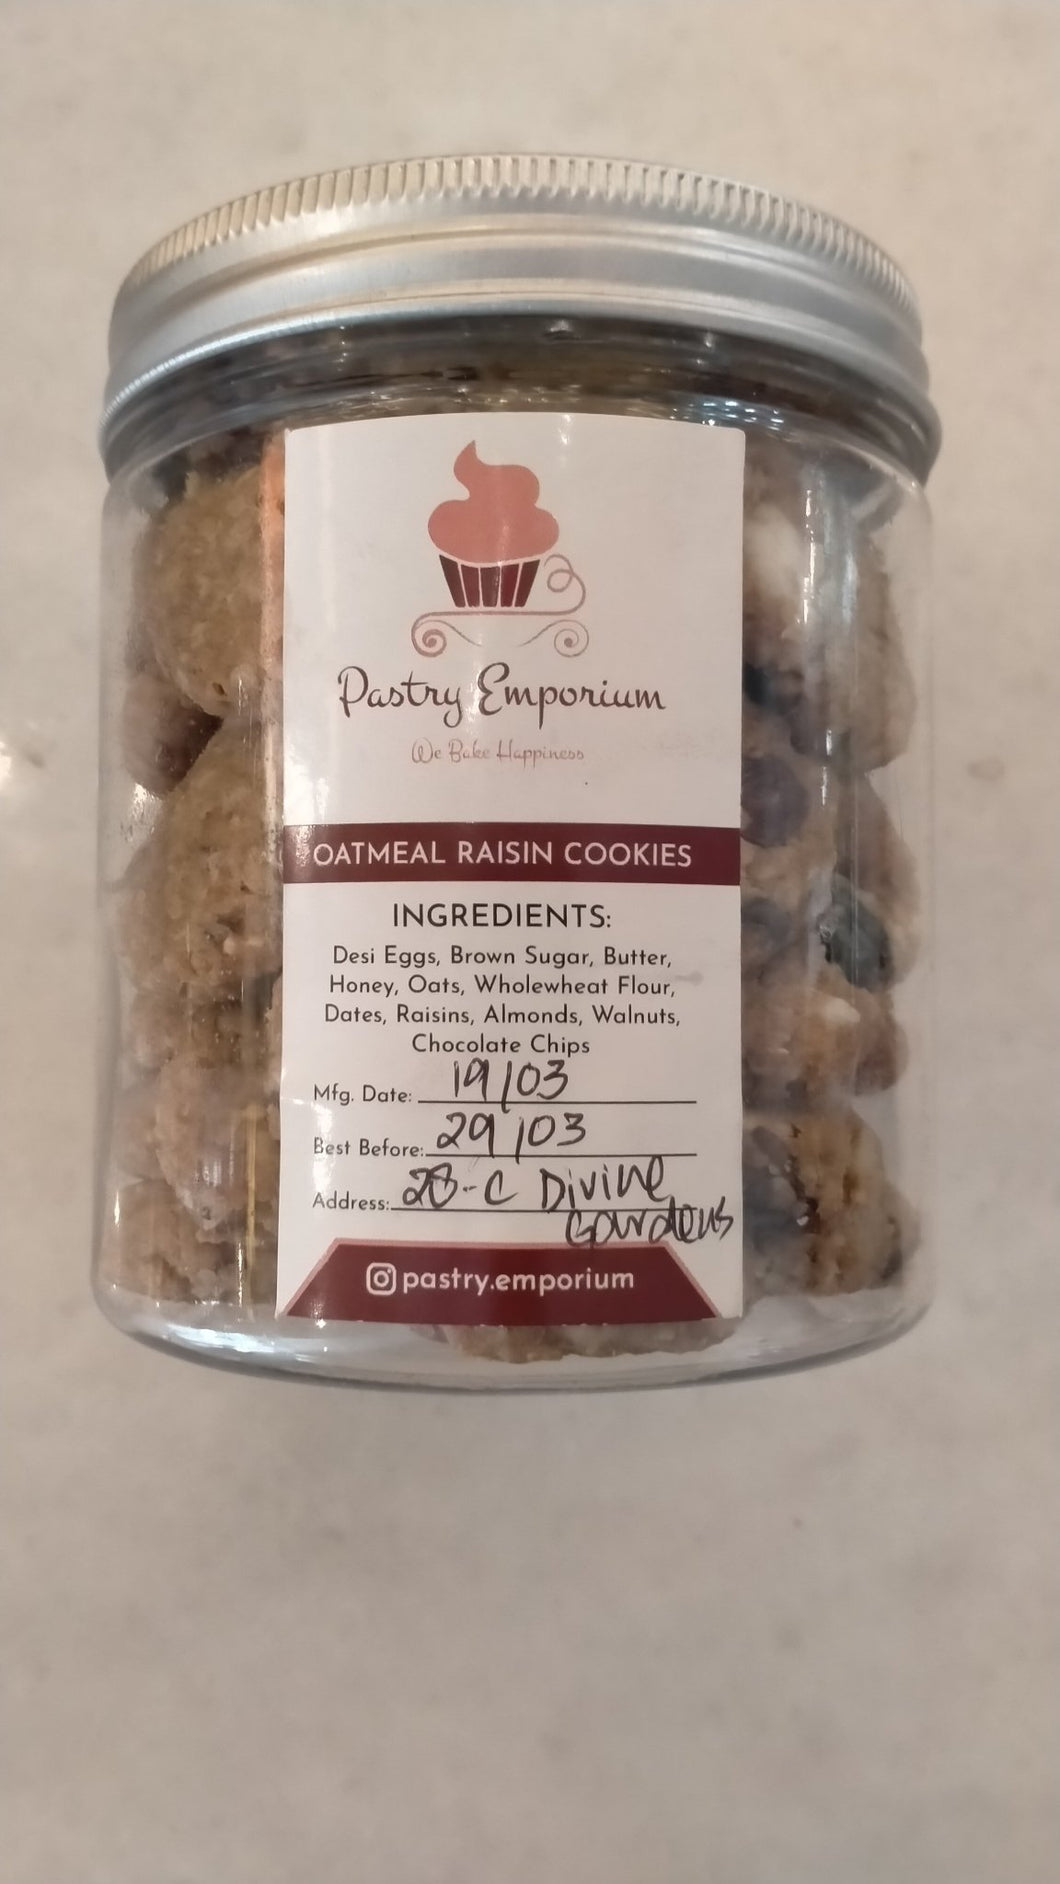 Pastry Emporium
We Bake Happiness
OATMEAL RAISIN COOKIES
INGREDIENTS:
Desi Eggs, Brown Sugar, Butter,
Honey, Oats, Wholewheat Flour,
Dates, Raisins, Almonds, Walnuts,
Chocolate Chips
Mfg. Date: 19/03
Best Before: 29/03
Address: 28-C Divine
Gardens
pastry.emporium